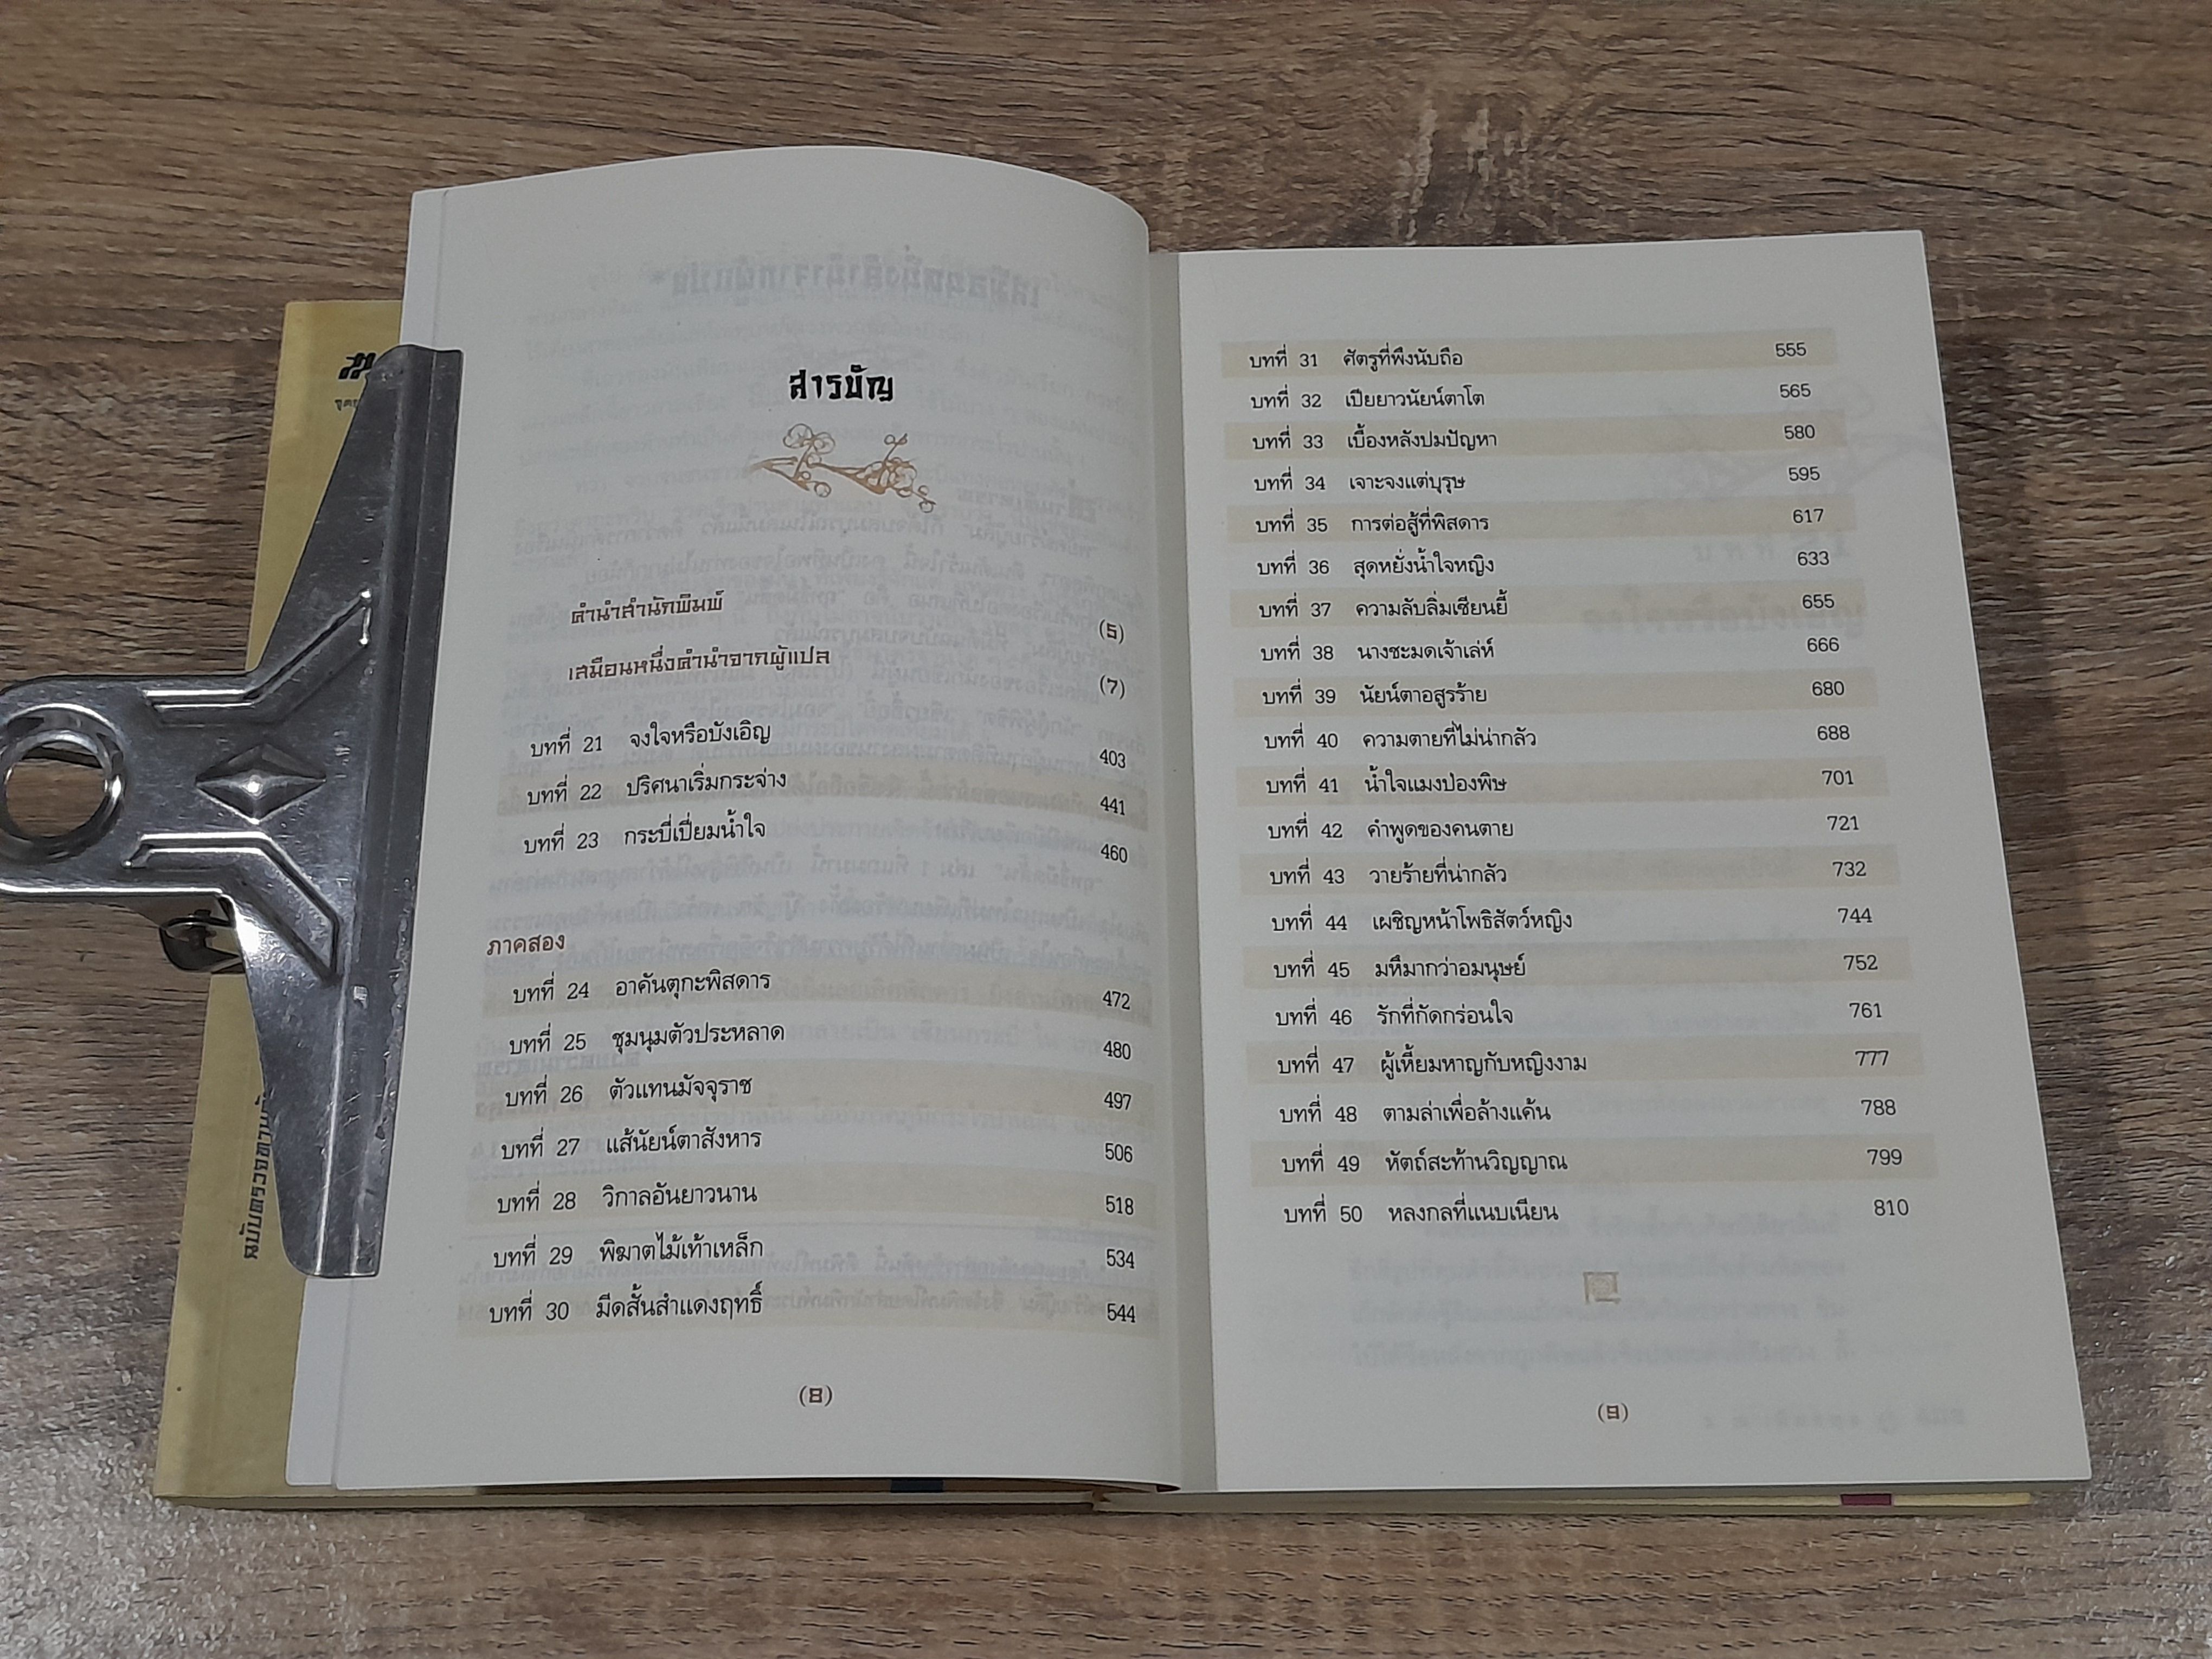 สารบัญ
คำนำสำนักพิมพ์ (5)
เสมือนหนึ่งคำนำจากผู้แปล (7)
บทที่ 21 จงใจหรือบังเอิญ 403
บทที่ 22 ปริศนาเริ่มกระจ่าง 441
บทที่ 23 กระบี่เปี่ยมน้ำใจ 460
ภาคสอง
บทที่ 24 อาคันตุกะพิสดาร 472
บทที่ 25 ชุมนุมตัวประหลาด 480
บทที่ 26 ตัวแทนมัจจุราช 497
บทที่ 27 แส้นัยน์ตาสังหาร 506
บทที่ 28 วิกาลอันยาวนาน 518
บทที่ 29 พิฆาตไม้เท้าเหล็ก 534
บทที่ 30 มีดสั้นสำแดงฤทธิ์ 544
(8)
บทที่ 31 ศัตรูที่พึงนับถือ 555
บทที่ 32 เปียยาวนัยน์ตาโต 565
บทที่ 33 เบื้องหลังปมปัญหา 580
บทที่ 34 เจาะจงแต่บุรุษ 595
บทที่ 35 การต่อสู้ที่พิสดาร 617
บทที่ 36 สุดหยั่งน้ำใจหญิง 633
บทที่ 37 ความลับลิ่มเซียนยี้ 655
บทที่ 38 นางชะมดเจ้าเล่ห์ 666
บทที่ 39 นัยน์ตาอสูรร้าย 680
บทที่ 40 ความตายที่ไม่น่ากลัว 688
บทที่ 41 น้ำใจแมงป่องพิษ 701
บทที่ 42 คำพูดของคนตาย 721
บทที่ 43 วายร้ายที่น่ากลัว 732
บทที่ 44 เผชิญหน้าโพธิสัตว์หญิง 744
บทที่ 45 มหึมากว่าอมนุษย์ 752
บทที่ 46 รักที่กัดกร่อนใจ 761
บทที่ 47 ผู้เหี้ยมหาญกับหญิงงาม 777
บทที่ 48 ตามล่าเพื่อล้างแค้น 788
บทที่ 49 หัตถ์สะท้านวิญญาณ 799
บทที่ 50 หลงกลที่แนบเนียน 810
(9)